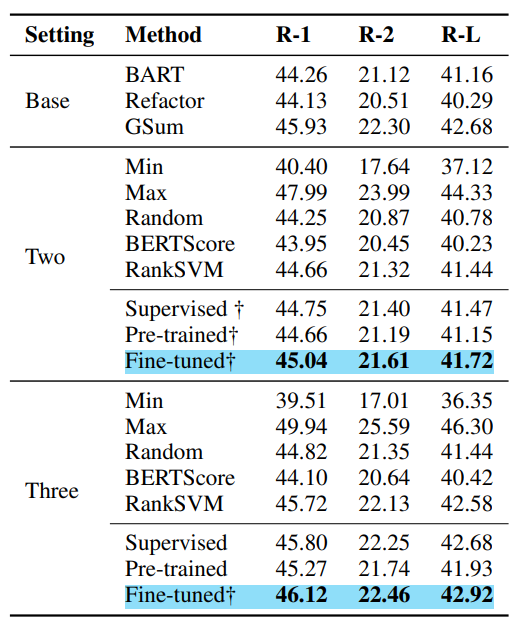 Setting Method R-1 R-2 R-L
BART 44.26 21.12 41.16
Base Refactor 44.13 20.51 40.29
GSum 45.93 22.30 42.68
Min 40.40 17.64 37.12
Max 47.99 23.99 44.33
Random 44.25 20.87 40.78
Two
BERTScore 43.95 20.45 40.23
RankSVM 44.66 21.32 41.44
Supervised † 44.75 21.40 41.47
Pre-trained† 44.66 21.19 41.15
Fine-tuned† 45.04 21.61 41.72
Min 39.51 17.01 36.35
Max 49.94 25.59 46.30
Random 44.82 21.35 41.44
BERTScore 44.10 20.64 40.42
Three
RankSVM 45.72 22.13 42.58
Supervised 45.80 22.25 42.68
Pre-trained 45.27 21.74 41.93
Fine-tuned† 46.12 22.46 42.92